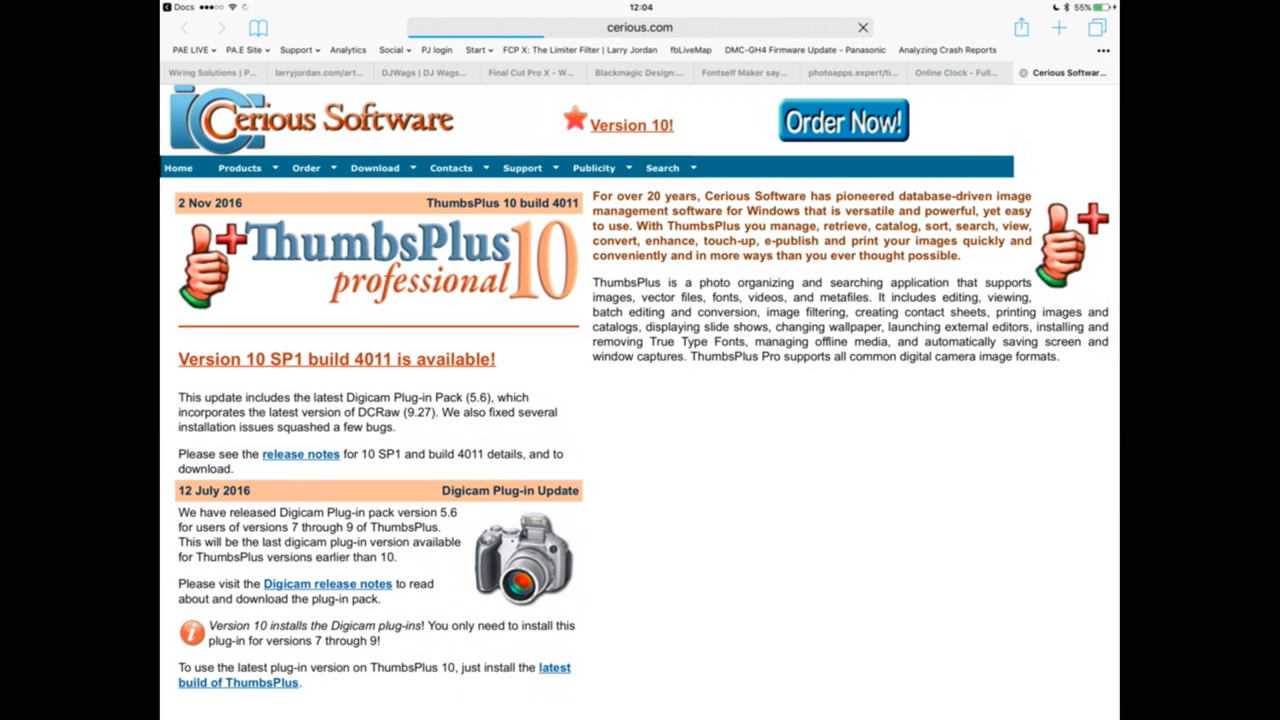 Docs
12:04
55%
cerious.com
PAE LIVE
PA.E Site
Support
Analytics
Social
PJ login
Start
FCP X: The Limiter Filter | Larry Jordan
fbLiveMap
DMC-GH4 Firmware Update - Panasonic
Analyzing Crash Reports
Wiring Solutions | P...
larryjordan.com/art...
DJWags | DJ Wags...
Final Cut Pro X - W...
Blackmagic Design:...
Fontself Maker say...
photoapps.expert/ti...
Online Clock - Full...
Cerious Softwar...
Cerious Software
Version 10!
Order Now!
Home Products Order Download Contacts Support Publicity Search
2 Nov 2016 ThumbsPlus 10 build 4011
ThumbsPlus 10
professional
Version 10 SP1 build 4011 is available!
This update includes the latest Digicam Plug-in Pack (5.6), which
incorporates the latest version of DCRaw (9.27). We also fixed several
installation issues squashed a few bugs.
Please see the release notes for 10 SP1 and build 4011 details, and to
download.
12 July 2016 Digicam Plug-in Update
We have released Digicam Plug-in pack version 5.6
for users of versions 7 through 9 of ThumbsPlus.
This will be the last digicam plug-in version available
for ThumbsPlus versions earlier than 10.
Please visit the Digicam release notes to read
about and download the plug-in pack.
Version 10 installs the Digicam plug-ins! You only need to install this
plug-in for versions 7 through 9!
To use the latest plug-in version on ThumbsPlus 10, just install the latest
build of ThumbsPlus.
For over 20 years, Cerious Software has pioneered database-driven image
management software for Windows that is versatile and powerful, yet easy
to use. With ThumbsPlus you manage, retrieve, catalog, sort, search, view,
convert, enhance, touch-up, e-publish and print your images quickly and
conveniently and in more ways than you ever thought possible.
ThumbsPlus is a photo organizing and searching application that supports
images, vector files, fonts, videos, and metafiles. It includes editing, viewing,
batch editing and conversion, image filtering, creating contact sheets, printing images and
catalogs, displaying slide shows, changing wallpaper, launching external editors, installing and
removing True Type Fonts, managing offline media, and automatically saving screen and
window captures. ThumbsPlus Pro supports all common digital camera image formats.